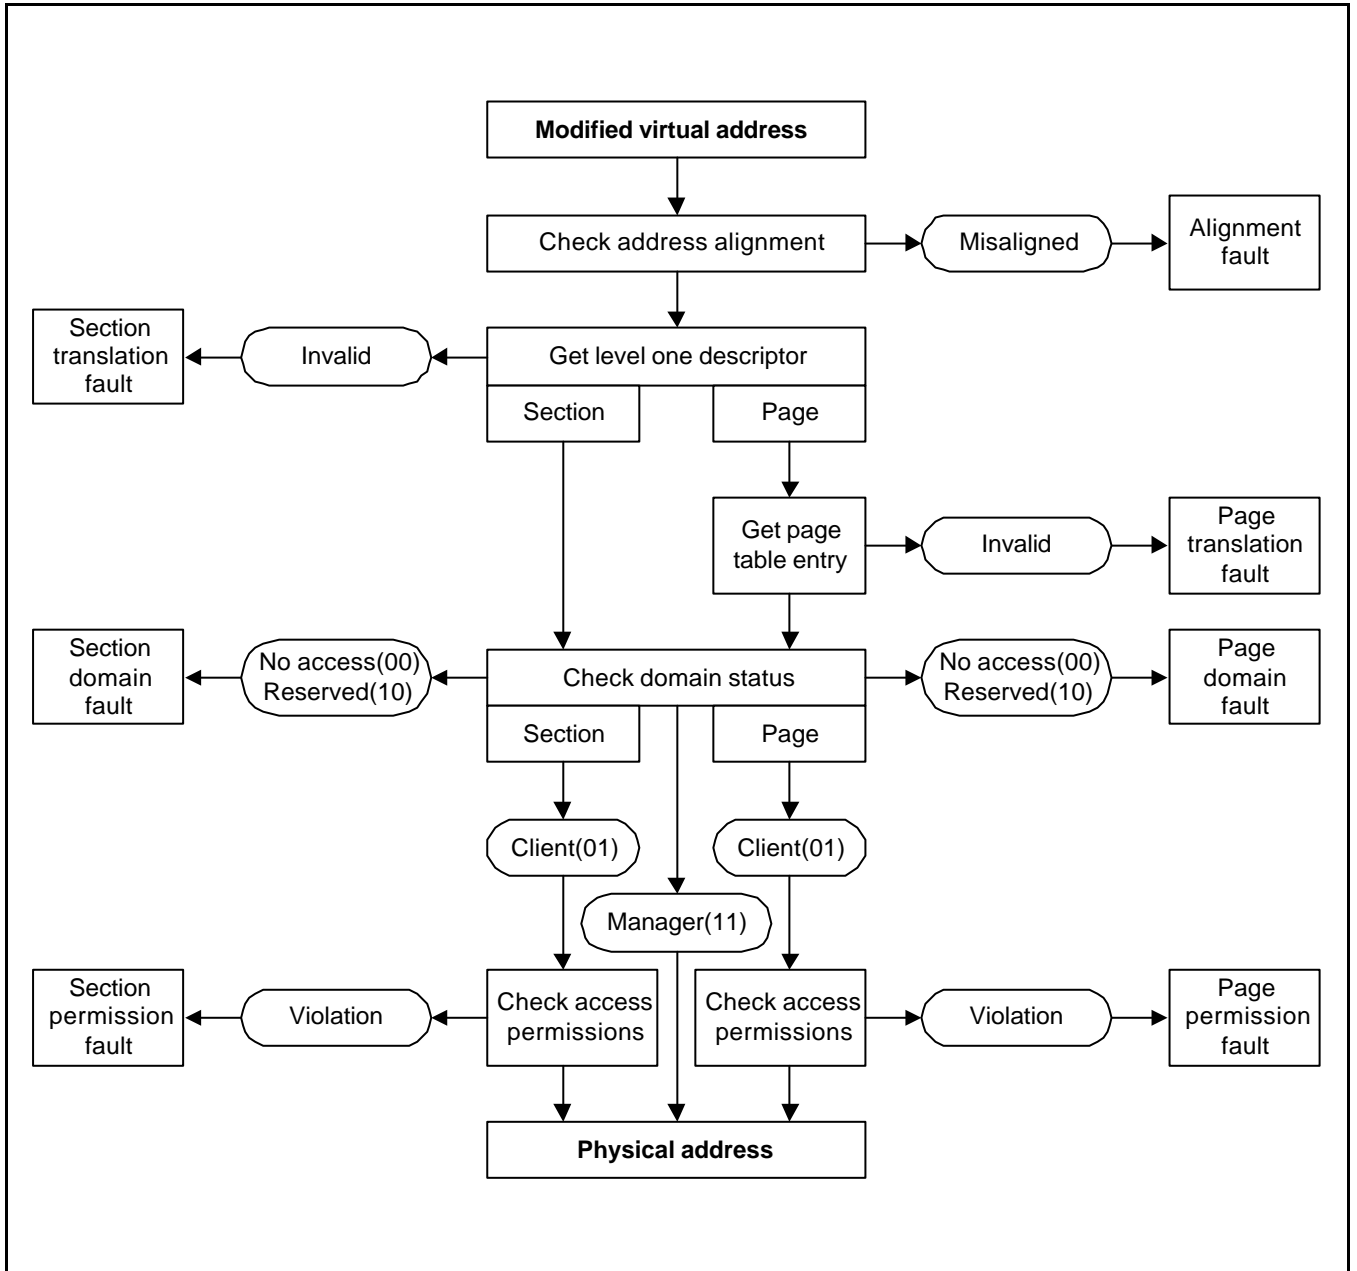 Modified virtual address
Check address alignment
Misaligned
Alignment
fault
Section
translation
fault
Invalid
Get level one descriptor
Section
Page
Get page
table entry
Invalid
Page
translation
fault
Section
domain
fault
No access(00)
Reserved(10)
Check domain status
No access(00)
Reserved(10)
Page
domain
fault
Section
Page
Client(01)
Client(01)
Manager(11)
Section
permission
fault
Violation
Check access
permissions
Check access
permissions
Violation
Page
permission
fault
Physical address